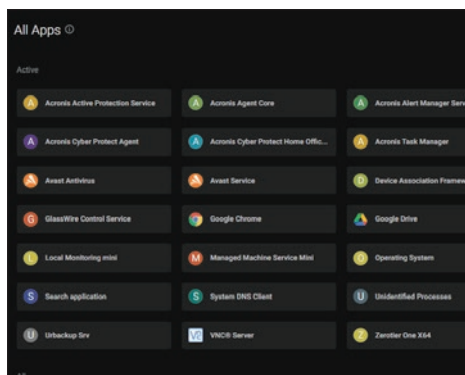 All Apps
Active
A Acronis Active Protection Service
A Acronis Agent Core
A Acronis Alert Manager Serv
A Acronis Cyber Protect Agent
A Acronis Cyber Protect Home Offic...
A Acronis Task Manager
Avast Antivirus
Avast Service
D Device Association Framew
G GlassWire Control Service
Google Chrome
Google Drive
L Local Monitoring mini
M Managed Machine Service Mini
O Operating System
S Search application
S System DNS Client
U Unidentified Processes
U Urbackup Srv
V2 VNC® Server
Z Zerotier One X64